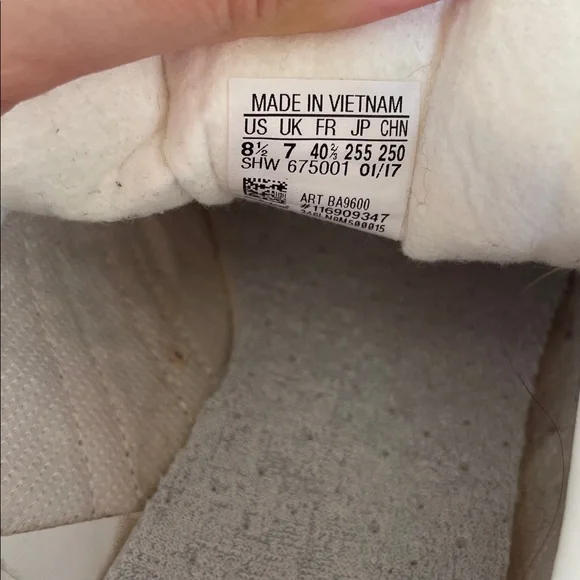 MADE IN VIETNAM
US UK FR JP CHN
8½ 7 40⅔ 255 250
SHW 675001 01/17
ART BA9600
#116909347